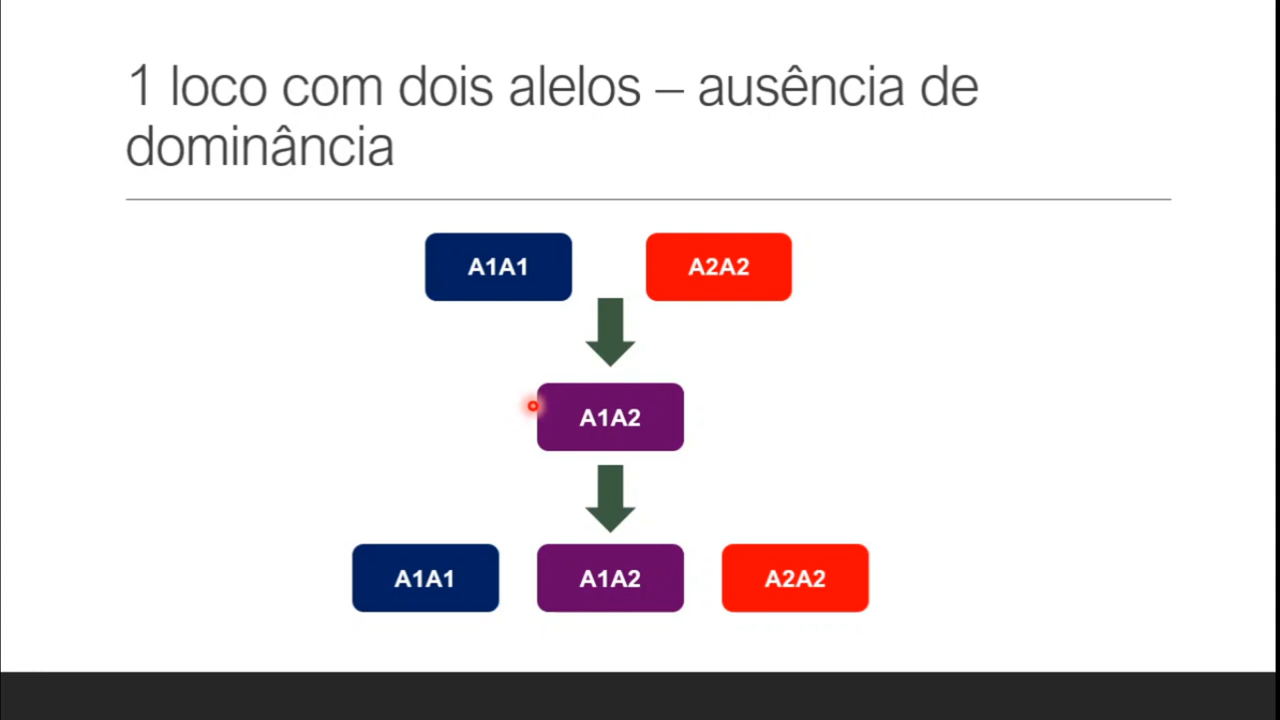 1 loco com dois alelos – ausência de
dominância
A1A1 A2A2
A1A2
A1A1 A1A2 A2A2